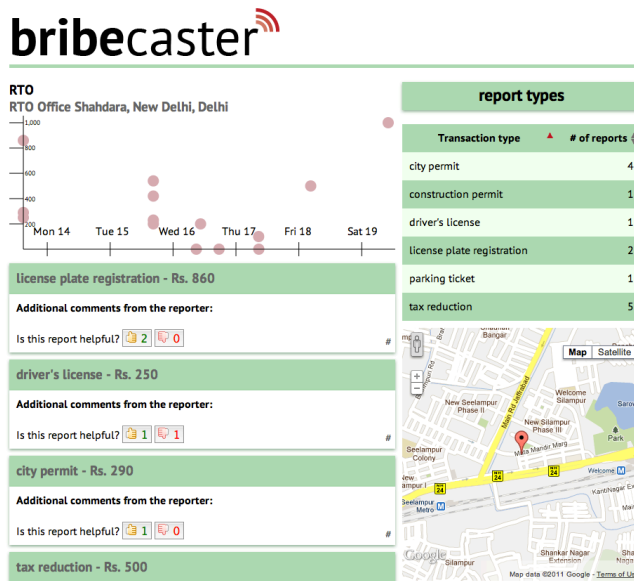 bribecaster
RTO
RTO Office Shahdara, New Delhi, Delhi
1,000
800
600
400
200
Mon 14 Tue 15 Wed 16 Thu 17 Fri 18 Sat 19
license plate registration - Rs. 860
Additional comments from the reporter:
Is this report helpful? 2 0 #
driver's license - Rs. 250
Additional comments from the reporter:
Is this report helpful? 1 1 #
city permit - Rs. 290
Additional comments from the reporter:
Is this report helpful? 1 0 #
tax reduction - Rs. 500
report types
Transaction type # of reports
city permit 4
construction permit 1
driver's license 1
license plate registration 2
parking ticket 1
tax reduction 5
Bangar
Map Satellite
+
−
Main Rd Jaffrabad
New Seelampur
Phase II
Welcome
Silampur
New Silampur
Phase III
Park
Mata Mandir Marg
Seelampur
Colony
Welcome M
NH
24
NH
24
NH
24
Seelampur
Metro M
Google
Silampur
Shankar Nagar
Extension
Map data ©2011 Google - Terms of Us